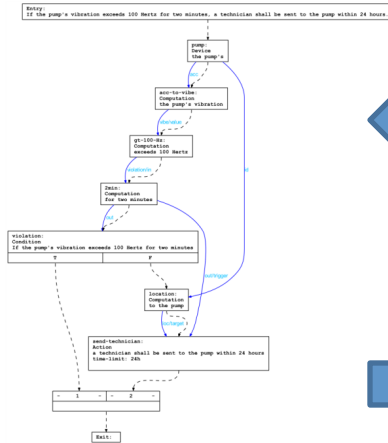 Entry:
If the pump's vibration exceeds 100 Hertz for two minutes, a technician shall be sent to the pump within 24 hours.
pump:
Device
the pump's
acc
acc-to-vibe:
Computation
the pump's vibration
gt-100-Hz:
Computation
exceeds 100 Hertz
2min:
Computation
for two minutes
out
violation:
Condition
If the pump's vibration exceeds 100 Hertz for two minutes
T F
location:
Computation
to the pump
send-technician:
Action
a technician shall be sent to the pump within 24 hours
time-limit: 24h
- 1 - - 2 -
Exit: